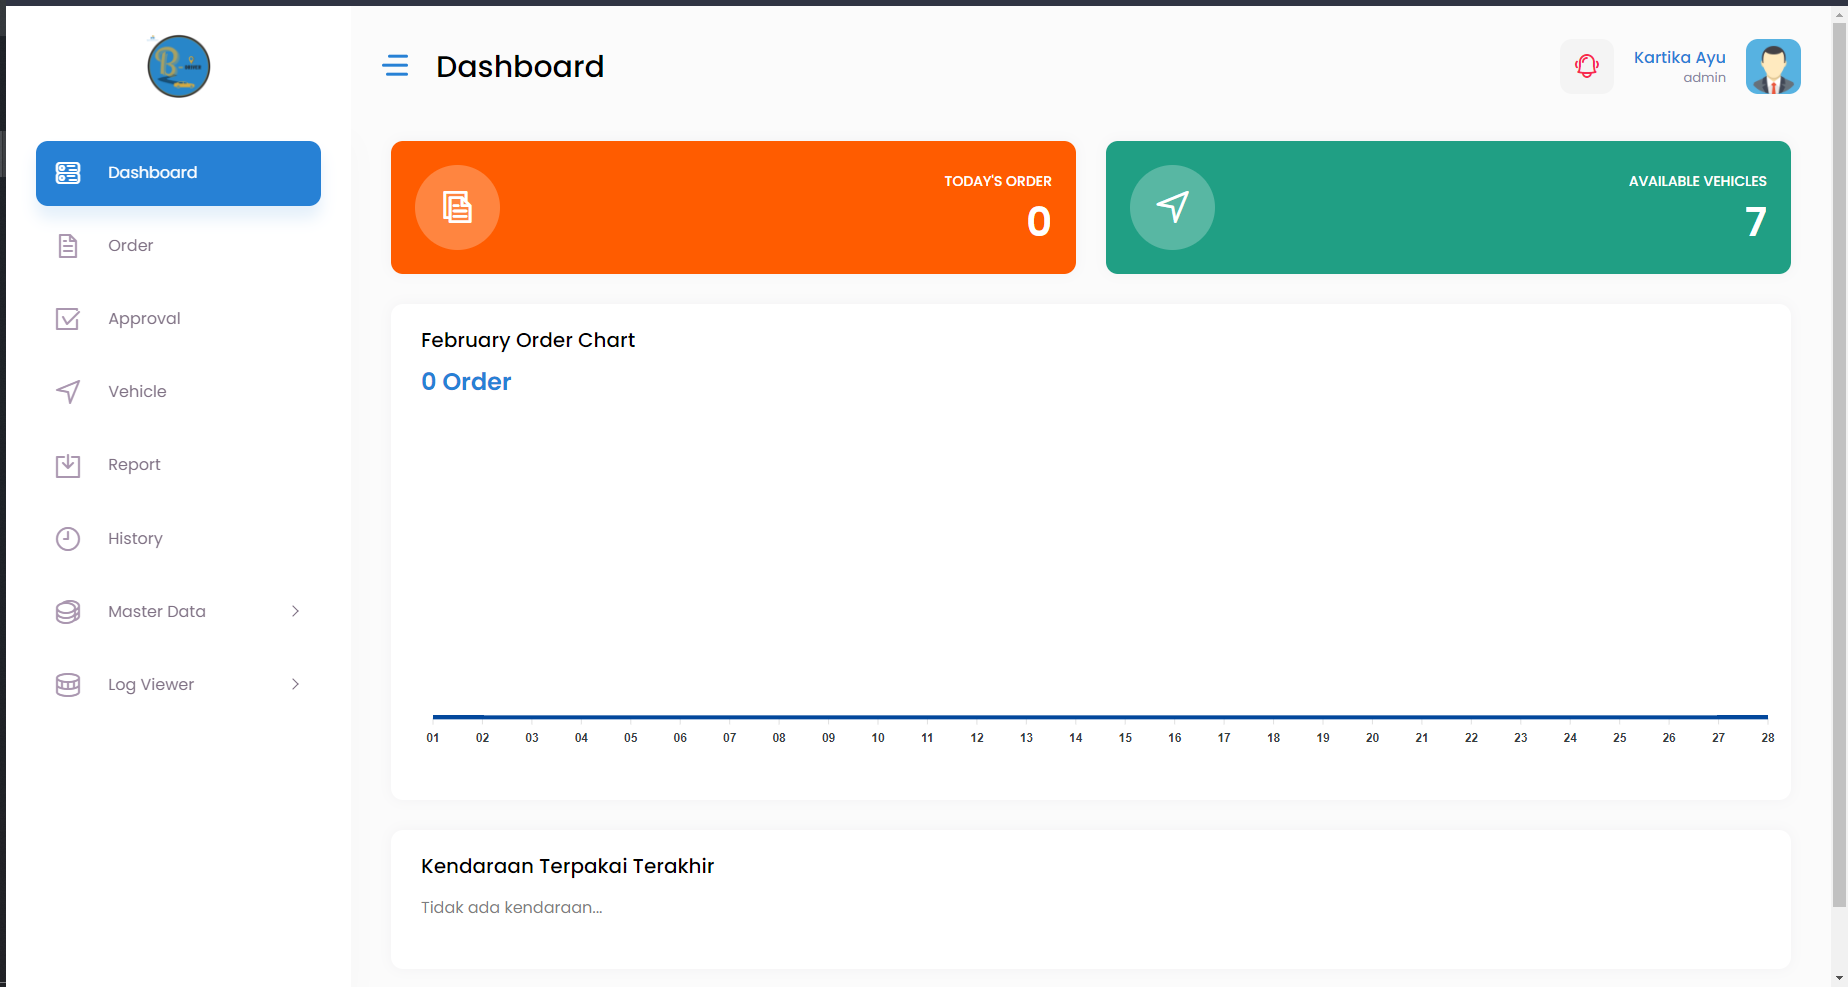 B
Dashboard
Kartika Ayu
admin
Dashboard
Order
Approval
Vehicle
Report
History
Master Data
Log Viewer
TODAY'S ORDER
0
AVAILABLE VEHICLES
7
February Order Chart
0 Order
01 02 03 04 05 06 07 08 09 10 11 12 13 14 15 16 17 18 19 20 21 22 23 24 25 26 27 28
Kendaraan Terpakai Terakhir
Tidak ada kendaraan...